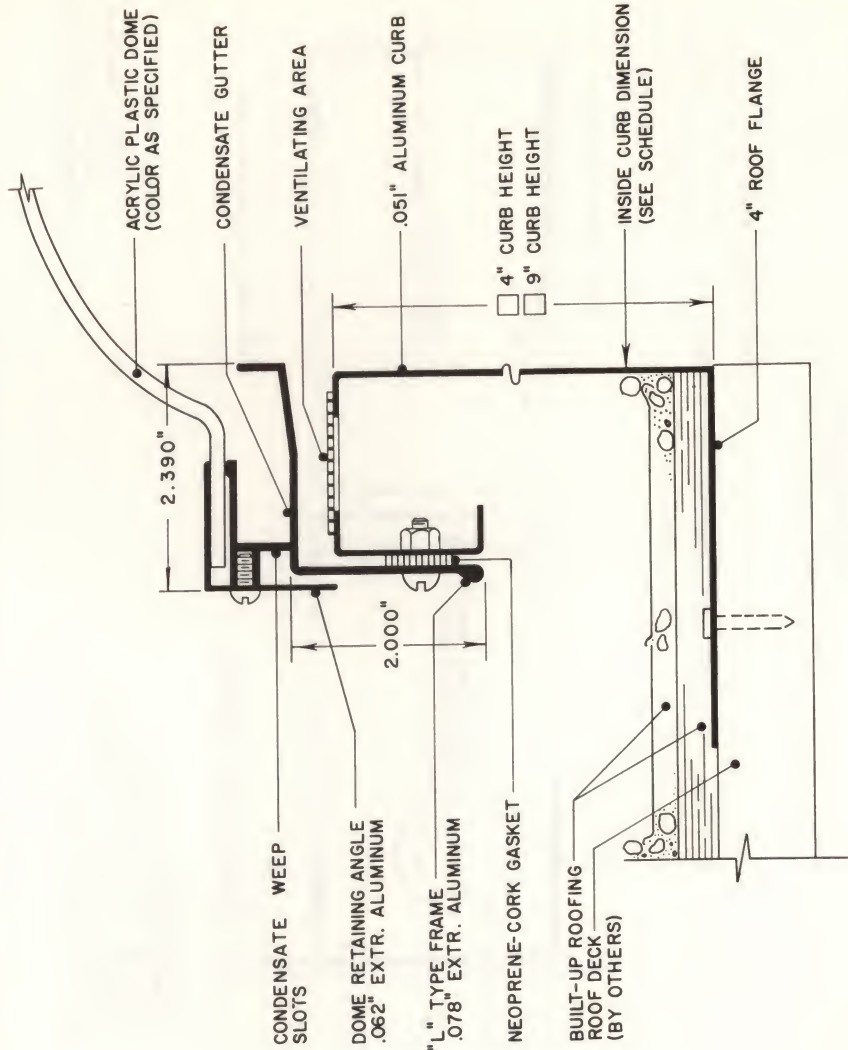 ACRYLIC PLASTIC DOME
(COLOR AS SPECIFIED)
CONDENSATE GUTTER
VENTILATING AREA
.051" ALUMINUM CURB
4" CURB HEIGHT
9" CURB HEIGHT
INSIDE CURB DIMENSION
(SEE SCHEDULE)
4" ROOF FLANGE
2.390"
2.000"
CONDENSATE WEEP
SLOTS
DOME RETAINING ANGLE
.062" EXTR. ALUMINUM
"L" TYPE FRAME
.078" EXTR. ALUMINUM
NEOPRENE-CORK GASKET
BUILT-UP ROOFING
ROOF DECK
(BY OTHERS)